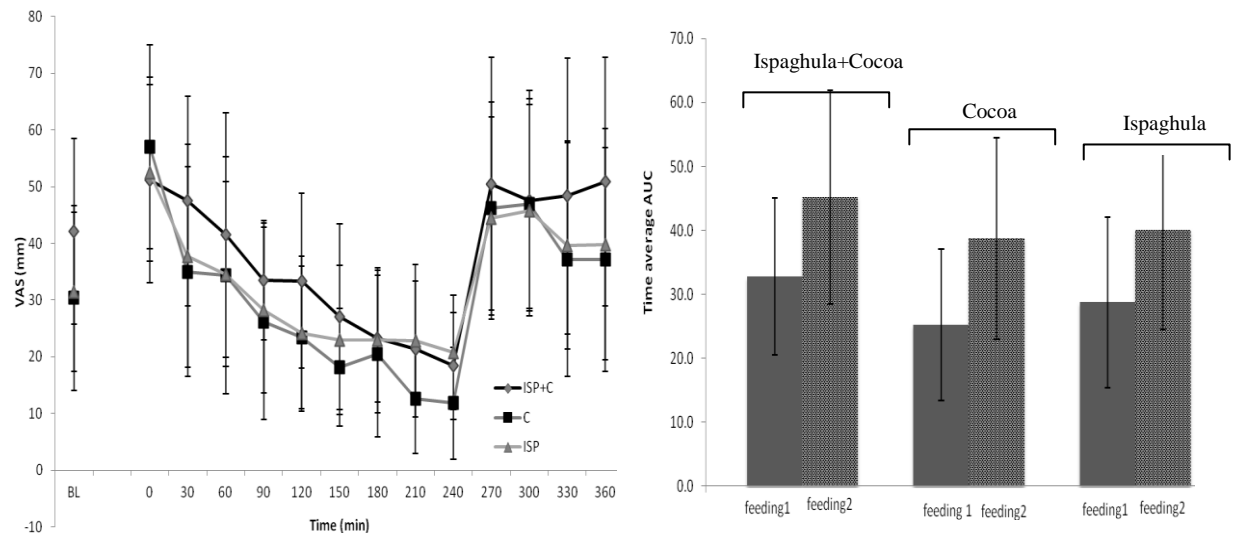 80
70
60
50
40
30
20
10
0
-10
VAS (mm)
BL 0 30 60 90 120 150 180 210 240 270 300 330 360
Time (min)
ISP+C
C
ISP
70.0
60.0
50.0
40.0
30.0
20.0
10.0
0.0
Time average AUC
Ispaghula+Cocoa
Cocoa
Ispaghula
feeding1 feeding2 feeding 1 feeding2 feeding1 feeding2